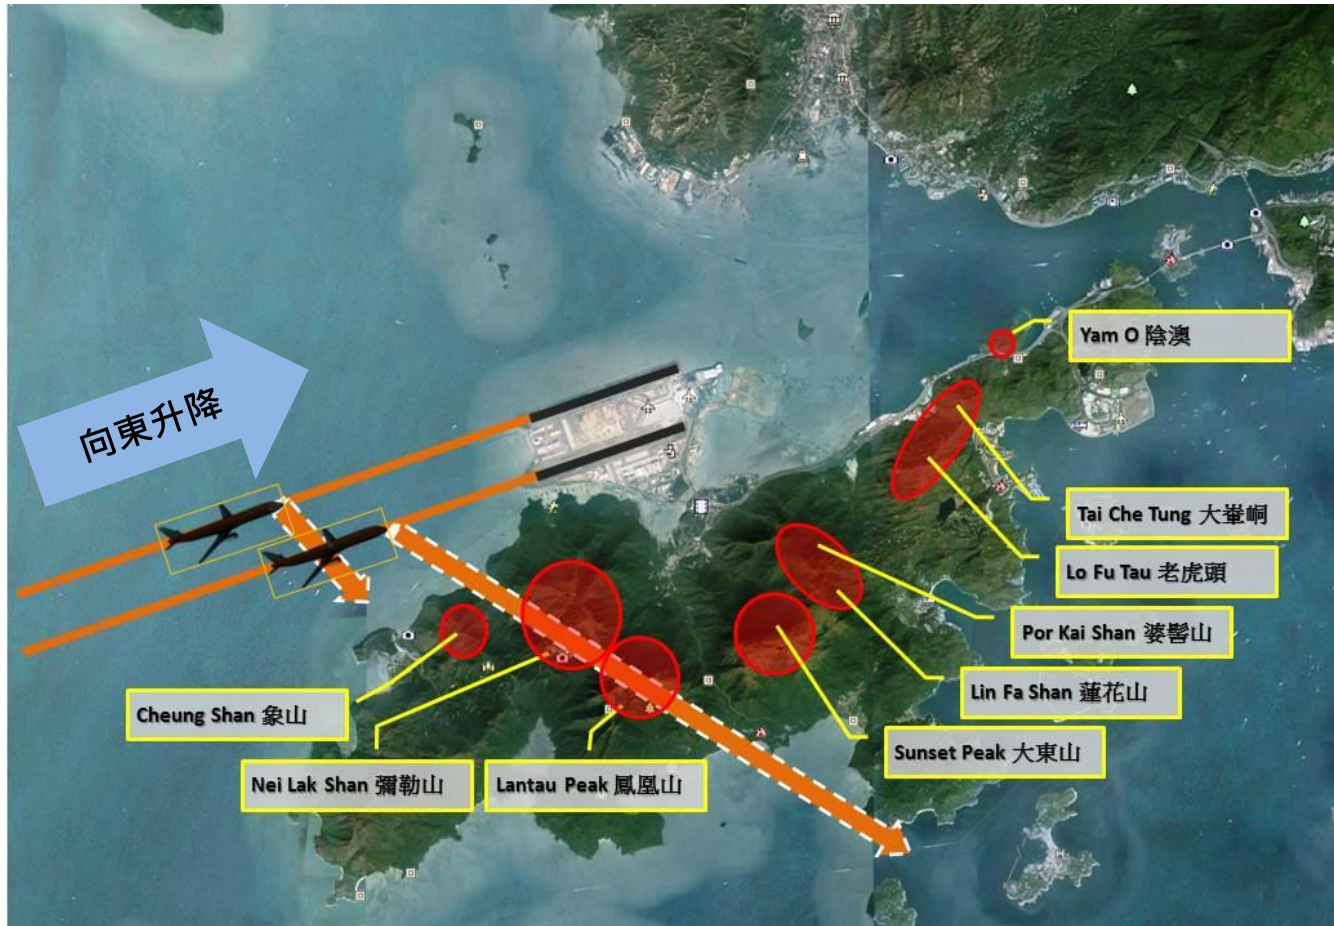 Yam O 陰澳
向東升降
Tai Che Tung 大輋峒
Lo Fu Tau 老虎頭
Por Kai Shan 婆髻山
Lin Fa Shan 蓮花山
Cheung Shan 象山
Sunset Peak 大東山
Nei Lak Shan 彌勒山
Lantau Peak 鳳凰山